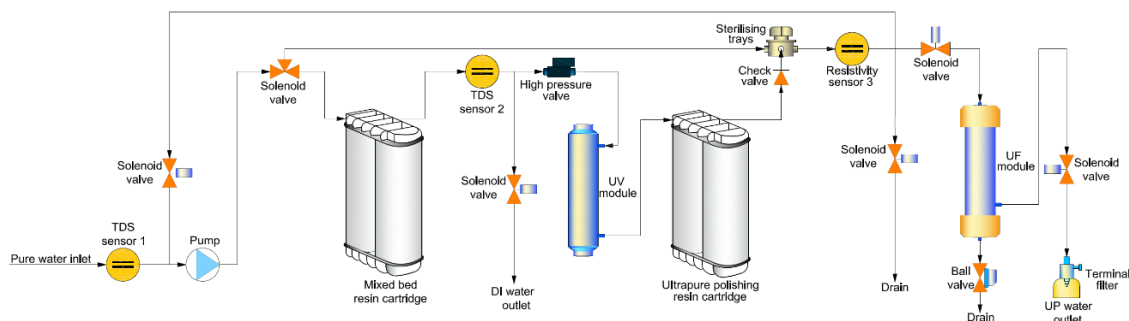 Sterilising
trays
Solenoid
valve
TDS
sensor 2
High pressure
valve
Check
valve
Resistivity
sensor 3
Solenoid
valve
Solenoid
valve
Solenoid
valve
UV
module
Solenoid
valve
UF
module
Solenoid
valve
TDS
sensor 1
Pump
Pure water inlet
Mixed bed
resin cartridge
DI water
outlet
Ultrapure polishing
resin cartridge
Drain
Ball
valve
Drain
Terminal
filter
UP water
outlet